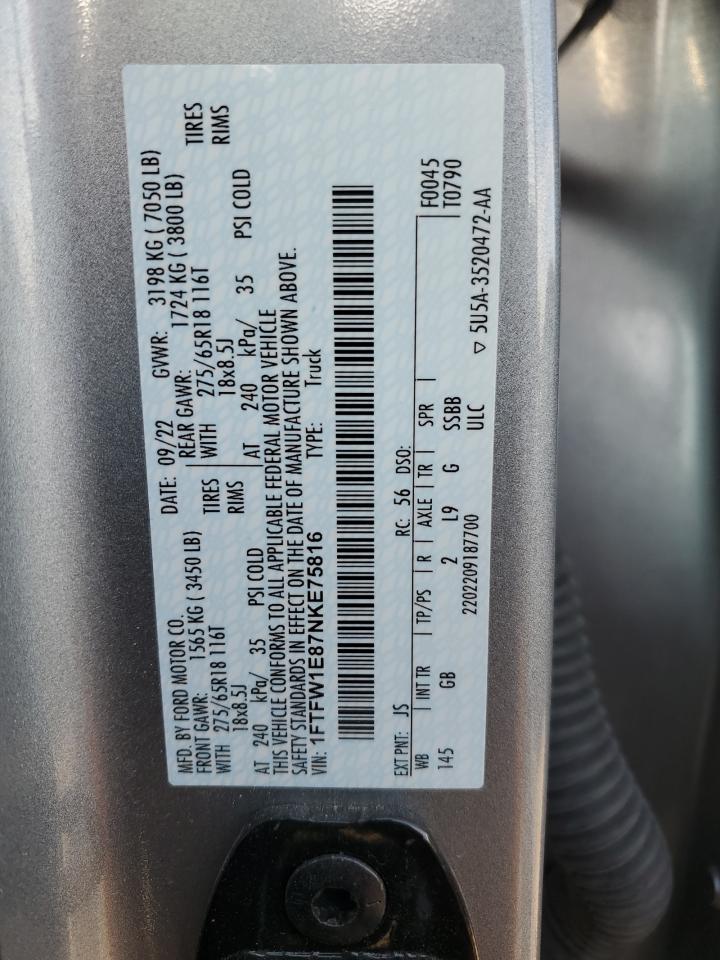 MFD. BY FORD MOTOR CO. DATE: 09/22 GVWR: 3198 KG ( 7050 LB)
FRONT GAWR: 1565 KG ( 3450 LB) REAR GAWR: 1724 KG ( 3800 LB)
WITH 275/65R18 116T TIRES WITH 275/65R18 116T TIRES
18x8.5J RIMS 18x8.5J RIMS
AT 240 kPa/ 35 PSI COLD AT 240 kPa/ 35 PSI COLD
THIS VEHICLE CONFORMS TO ALL APPLICABLE FEDERAL MOTOR VEHICLE
SAFETY STANDARDS IN EFFECT ON THE DATE OF MANUFACTURE SHOWN ABOVE.
VIN: 1FTFW1E87NKE75816 TYPE: Truck
EXT PNT: JS RC: 56 DSO: F0045
WB INT TR TP/PS R AXLE TR SPR T0790
145 GB 2 L9 G SSBB
2202209187700 ULC
▽ 5U5A-3520472-AA